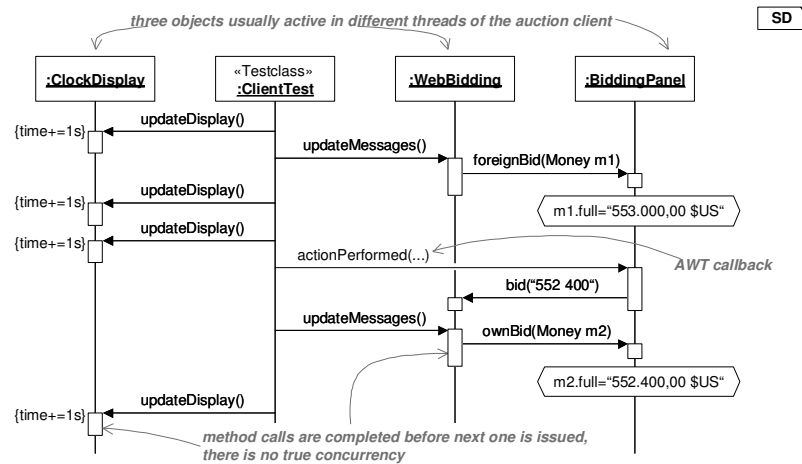 three objects usually active in different threads of the auction client
SD
:ClockDisplay
«Testclass»
:ClientTest
:WebBidding
:BiddingPanel
updateDisplay()
{time+=1s}
updateMessages()
foreignBid(Money m1)
updateDisplay()
{time+=1s}
m1.full=“553.000,00 $US“
updateDisplay()
{time+=1s}
actionPerformed(...)
AWT callback
bid(“552 400“)
updateMessages()
ownBid(Money m2)
m2.full=“552.400,00 $US“
updateDisplay()
{time+=1s}
method calls are completed before next one is issued,
there is no true concurrency